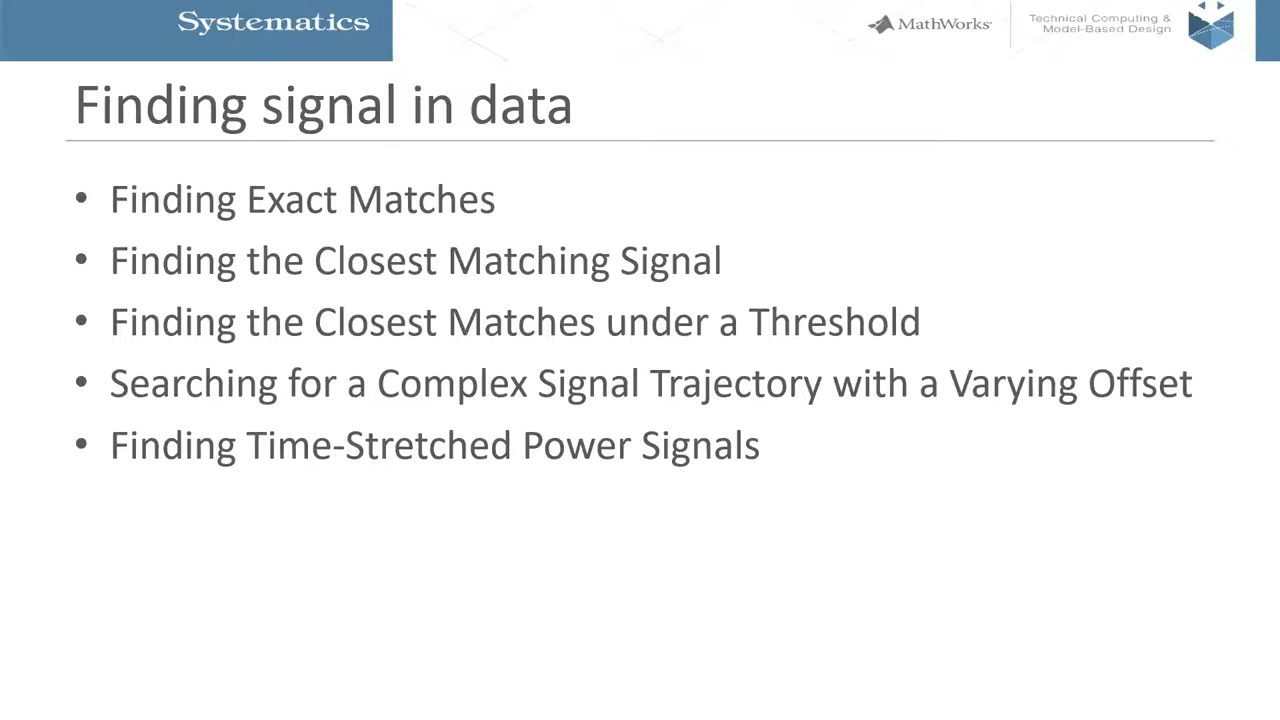 Systematics
MathWorks
Technical Computing &
Model-Based Design
Finding signal in data
• Finding Exact Matches
• Finding the Closest Matching Signal
• Finding the Closest Matches under a Threshold
• Searching for a Complex Signal Trajectory with a Varying Offset
• Finding Time-Stretched Power Signals